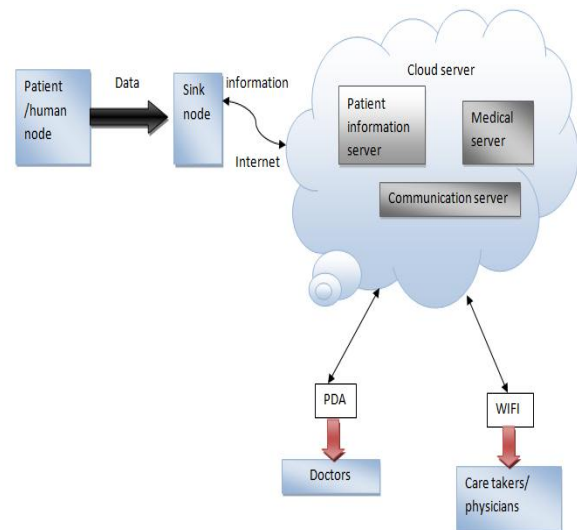 Patient
/human
node
Data
Sink
node
information
Internet
Cloud server
Patient
information
server
Medical
server
Communication server
PDA
WIFI
Doctors
Care takers/
physicians